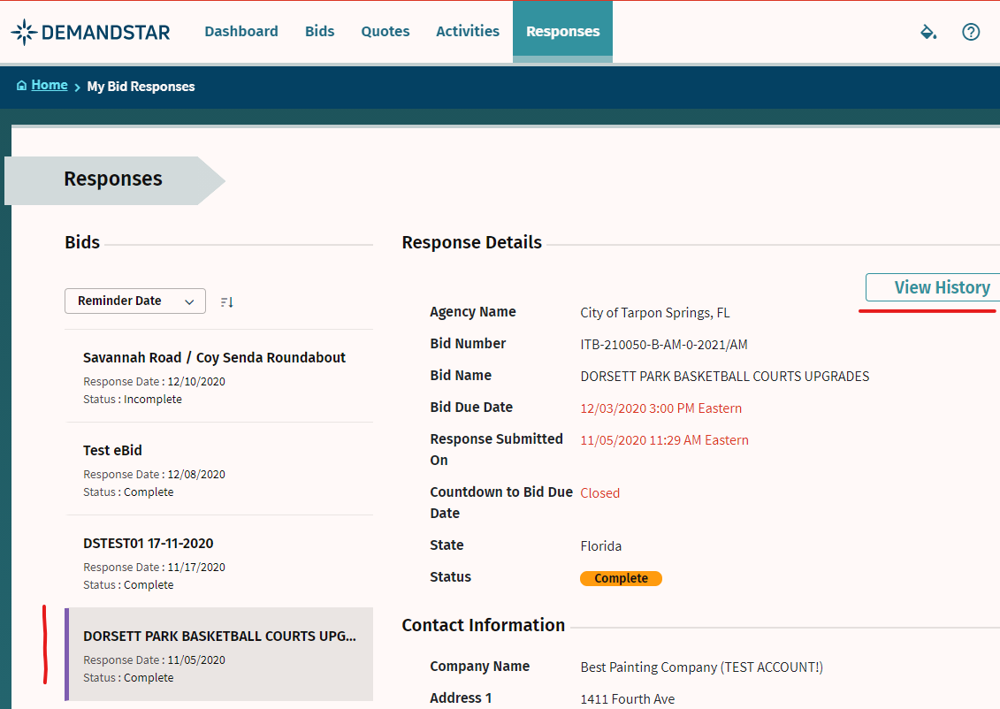 DEMANDSTAR Dashboard Bids Quotes Activities Responses
Home > My Bid Responses
Responses
Bids
Reminder Date
Savannah Road / Coy Senda Roundabout
Response Date : 12/10/2020
Status : Incomplete
Test eBid
Response Date : 12/08/2020
Status : Complete
DSTEST01 17-11-2020
Response Date : 11/17/2020
Status : Complete
DORSETT PARK BASKETBALL COURTS UPG...
Response Date : 11/05/2020
Status : Complete
Response Details
View History
Agency Name City of Tarpon Springs, FL
Bid Number ITB-210050-B-AM-0-2021/AM
Bid Name DORSETT PARK BASKETBALL COURTS UPGRADES
Bid Due Date 12/03/2020 3:00 PM Eastern
Response Submitted 11/05/2020 11:29 AM Eastern
On
Countdown to Bid Due Closed
Date
State Florida
Status Complete
Contact Information
Company Name Best Painting Company (TEST ACCOUNT!)
Address 1 1411 Fourth Ave